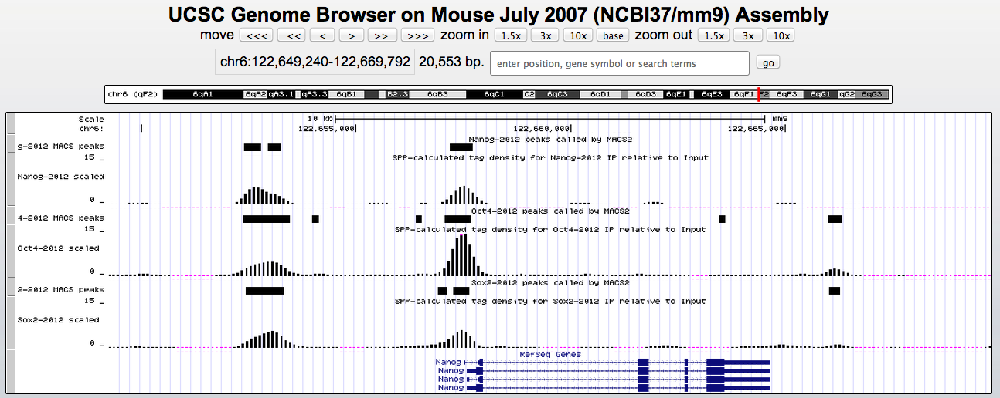 UCSC Genome Browser on Mouse July 2007 (NCBI37/mm9) Assembly
move <<< << < > >> >>> zoom in 1.5x 3x 10x base zoom out 1.5x 3x 10x
chr6:122,649,240-122,669,792 20,553 bp. enter position, gene symbol or search terms go
chr6 (qF2) 6qA1 6qA2 qA3.1 qA3.3 6qB1 B2.3 6qB3 6qC1 C2 6qC3 6qD1 6qD3 6qE1 6qE3 6qF1 F2 6qF3 6qG1 qG2 6qG3
Scale 10 kb mm9
chr6: 122,655,000 122,660,000 122,665,000
Nanog-2012 peaks called by MACS2
g-2012 MACS peaks
15 _ SPP-calculated tag density for Nanog-2012 IP relative to Input
Nanog-2012 scaled
0 _
Oct4-2012 peaks called by MACS2
4-2012 MACS peaks
15 _ SPP-calculated tag density for Oct4-2012 IP relative to Input
Oct4-2012 scaled
0 _
Sox2-2012 peaks called by MACS2
2-2012 MACS peaks
15 _ SPP-calculated tag density for Sox2-2012 IP relative to Input
Sox2-2012 scaled
0 _
RefSeq Genes
Nanog
Nanog
Nanog
Nanog